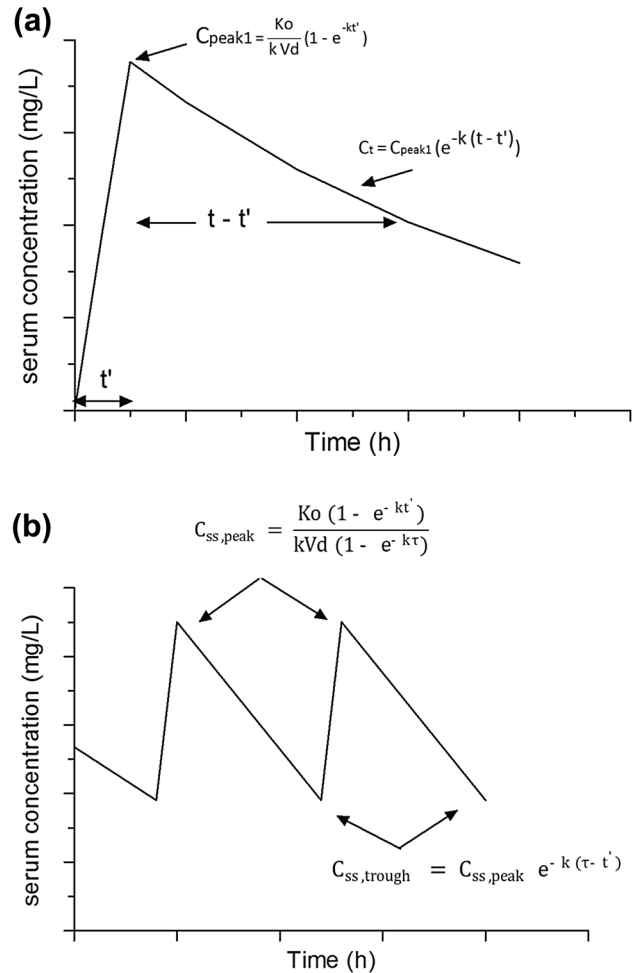 (a)
Cpeak1 = Ko / k Vd (1 - e^-kt')
Ct = Cpeak1 (e^-k (t - t'))
t - t'
t'
serum concentration (mg/L)
Time (h)
(b)
Css,peak = Ko (1 - e^- kt') / kVd (1 - e^- kτ)
serum concentration (mg/L)
Css,trough = Css,peak e^- k (τ- t')
Time (h)